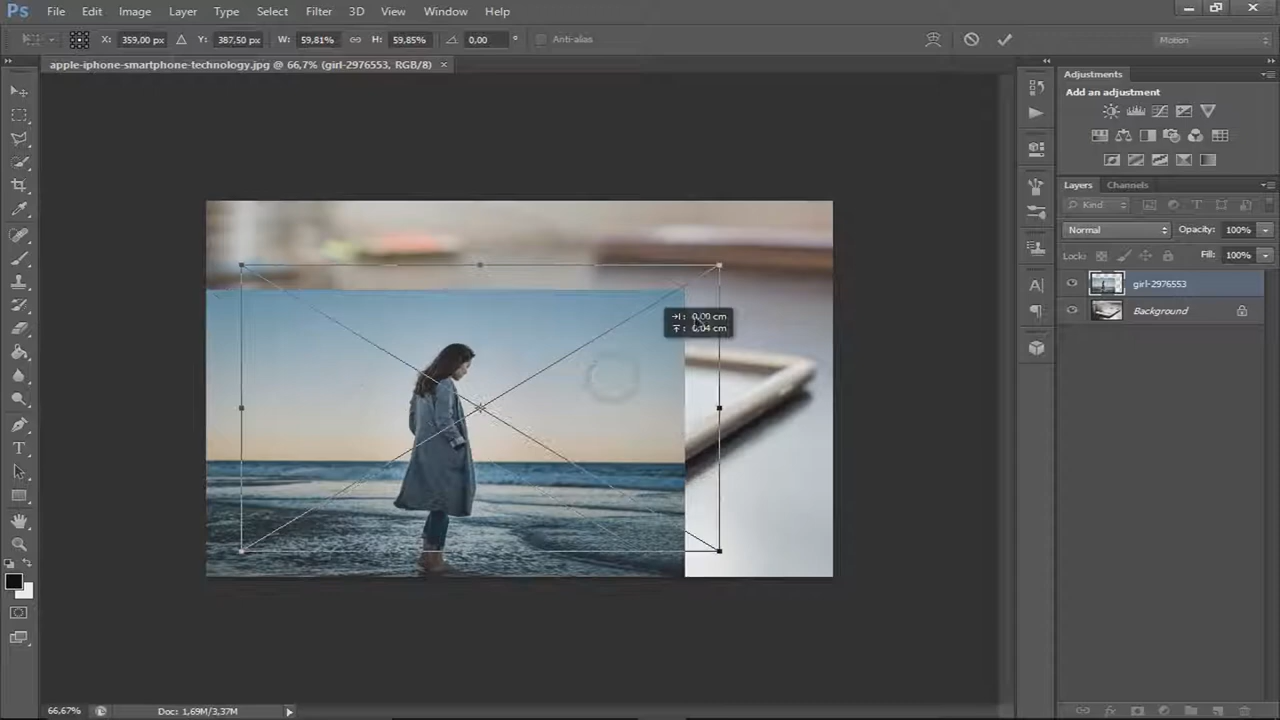 Ps File Edit Image Layer Type Select Filter 3D View Window Help
X: 359,00 px Y: 387,50 px W: 59,81% H: 59,85% 0,00 ° Anti-alias Motion
apple-iphone-smartphone-technology.jpg @ 66,7% (girl-2976553, RGB/8) ×
Adjustments
Add an adjustment
Layers Channels
Kind
Normal Opacity: 100%
Lock: Fill: 100%
girl-2976553
Background
0,00 cm
0,04 cm
66,67% Doc: 1,69M/3,37M